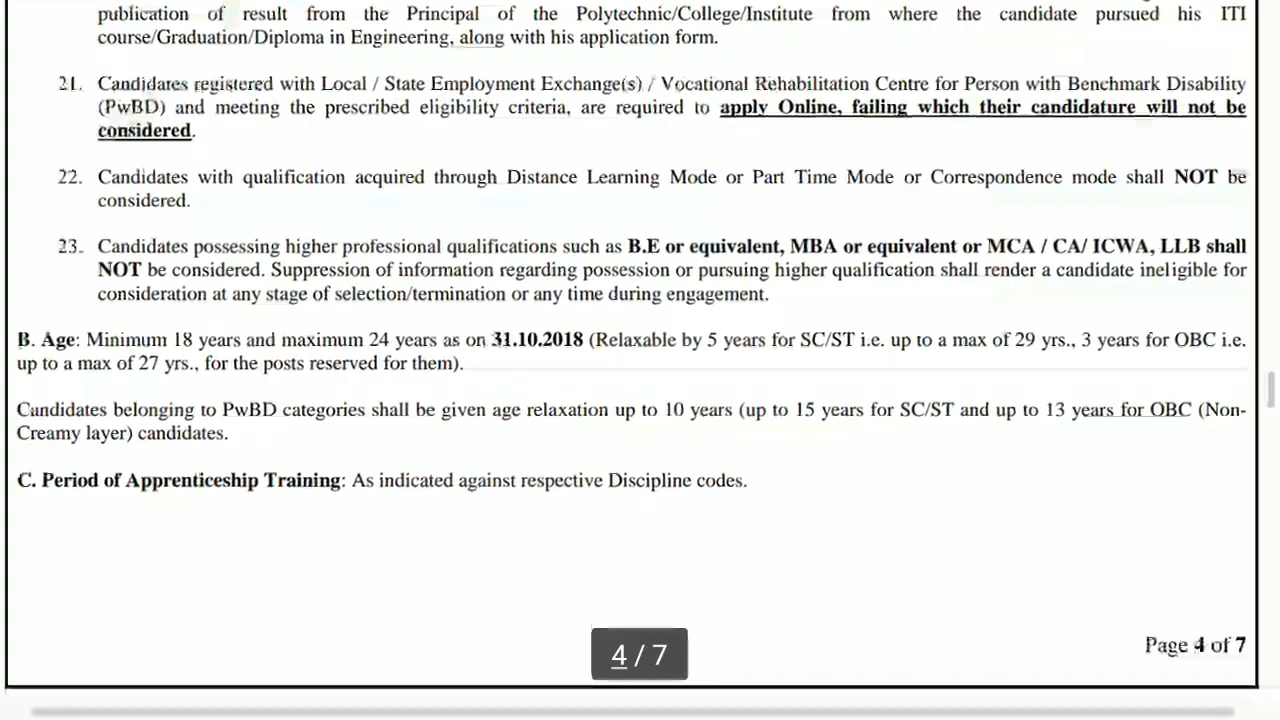 publication of result from the Principal of the Polytechnic/College/Institute from where the candidate pursued his ITI
course/Graduation/Diploma in Engineering, along with his application form.
21. Candidates registered with Local / State Employment Exchange(s) / Vocational Rehabilitation Centre for Person with Benchmark Disability
(PwBD) and meeting the prescribed eligibility criteria, are required to apply Online, failing which their candidature will not be
considered.
22. Candidates with qualification acquired through Distance Learning Mode or Part Time Mode or Correspondence mode shall NOT be
considered.
23. Candidates possessing higher professional qualifications such as B.E or equivalent, MBA or equivalent or MCA / CA/ ICWA, LLB shall
NOT be considered. Suppression of information regarding possession or pursuing higher qualification shall render a candidate ineligible for
consideration at any stage of selection/termination or any time during engagement.
B. Age: Minimum 18 years and maximum 24 years as on 31.10.2018 (Relaxable by 5 years for SC/ST i.e. up to a max of 29 yrs., 3 years for OBC i.e.
up to a max of 27 yrs., for the posts reserved for them).
Candidates belonging to PwBD categories shall be given age relaxation up to 10 years (up to 15 years for SC/ST and up to 13 years for OBC (Non-
Creamy layer) candidates.
C. Period of Apprenticeship Training: As indicated against respective Discipline codes.
Page 4 of 7
4 / 7